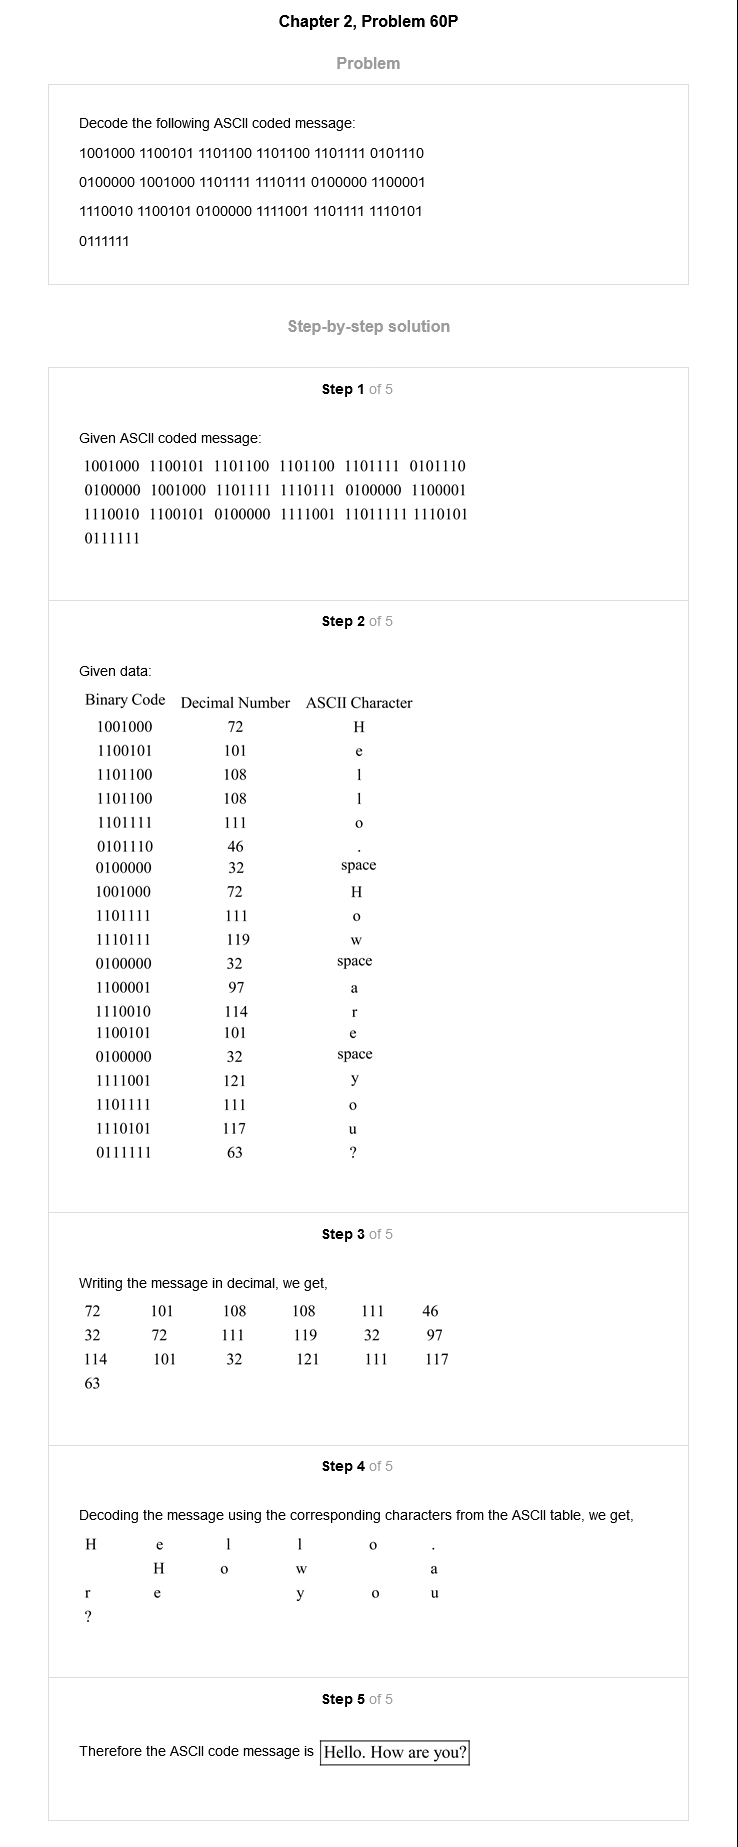 Chapter 2, Problem 60P
Problem
Decode the following ASCII coded message:
1001000 1100101 1101100 1101100 1101111 0101110
0100000 1001000 1101111 1110111 0100000 1100001
1110010 1100101 0100000 1111001 1101111 1110101
0111111
Step-by-step solution
Step 1 of 5
Given ASCII coded message:
1001000 1100101 1101100 1101100 1101111 0101110
0100000 1001000 1101111 1110111 0100000 1100001
1110010 1100101 0100000 1111001 11011111 1110101
0111111
Step 2 of 5
Given data:
Binary Code Decimal Number ASCII Character
1001000 72 H
1100101 101 e
1101100 108 l
1101100 108 l
1101111 111 o
0101110 46 .
0100000 32 space
1001000 72 H
1101111 111 o
1110111 119 w
0100000 32 space
1100001 97 a
1110010 114 r
1100101 101 e
0100000 32 space
1111001 121 y
1101111 111 o
1110101 117 u
0111111 63 ?
Step 3 of 5
Writing the message in decimal, we get,
72 101 108 108 111 46
32 72 111 119 32 97
114 101 32 121 111 117
63
Step 4 of 5
Decoding the message using the corresponding characters from the ASCII table, we get,
H e l l o .
H o w a
r e y o u
?
Step 5 of 5
Therefore the ASCII code message is Hello. How are you?